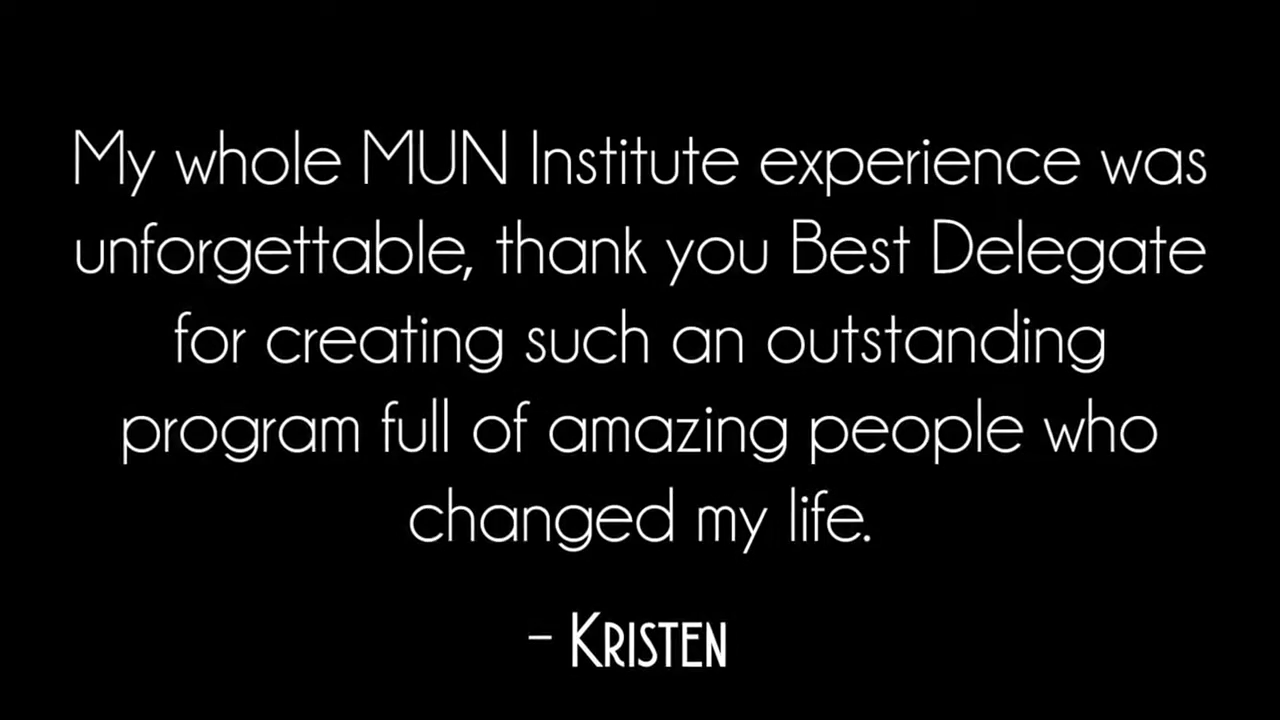 My whole MUN Institute experience was
unforgettable, thank you Best Delegate
for creating such an outstanding
program full of amazing people who
changed my life.
- Kristen